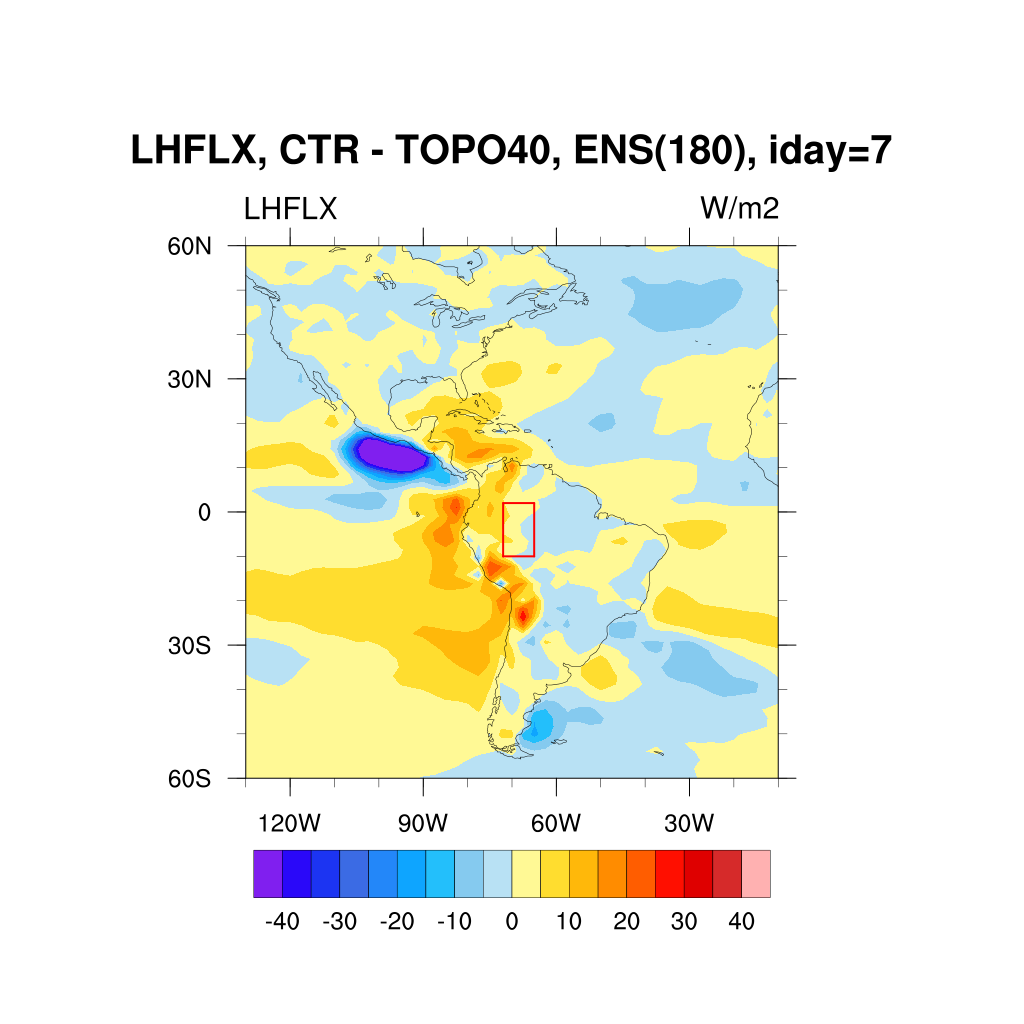 LHFLX, CTR - TOPO40, ENS(180), iday=7
LHFLX W/m2
60N
30N
0
30S
60S
120W 90W 60W 30W
-40 -30 -20 -10 0 10 20 30 40